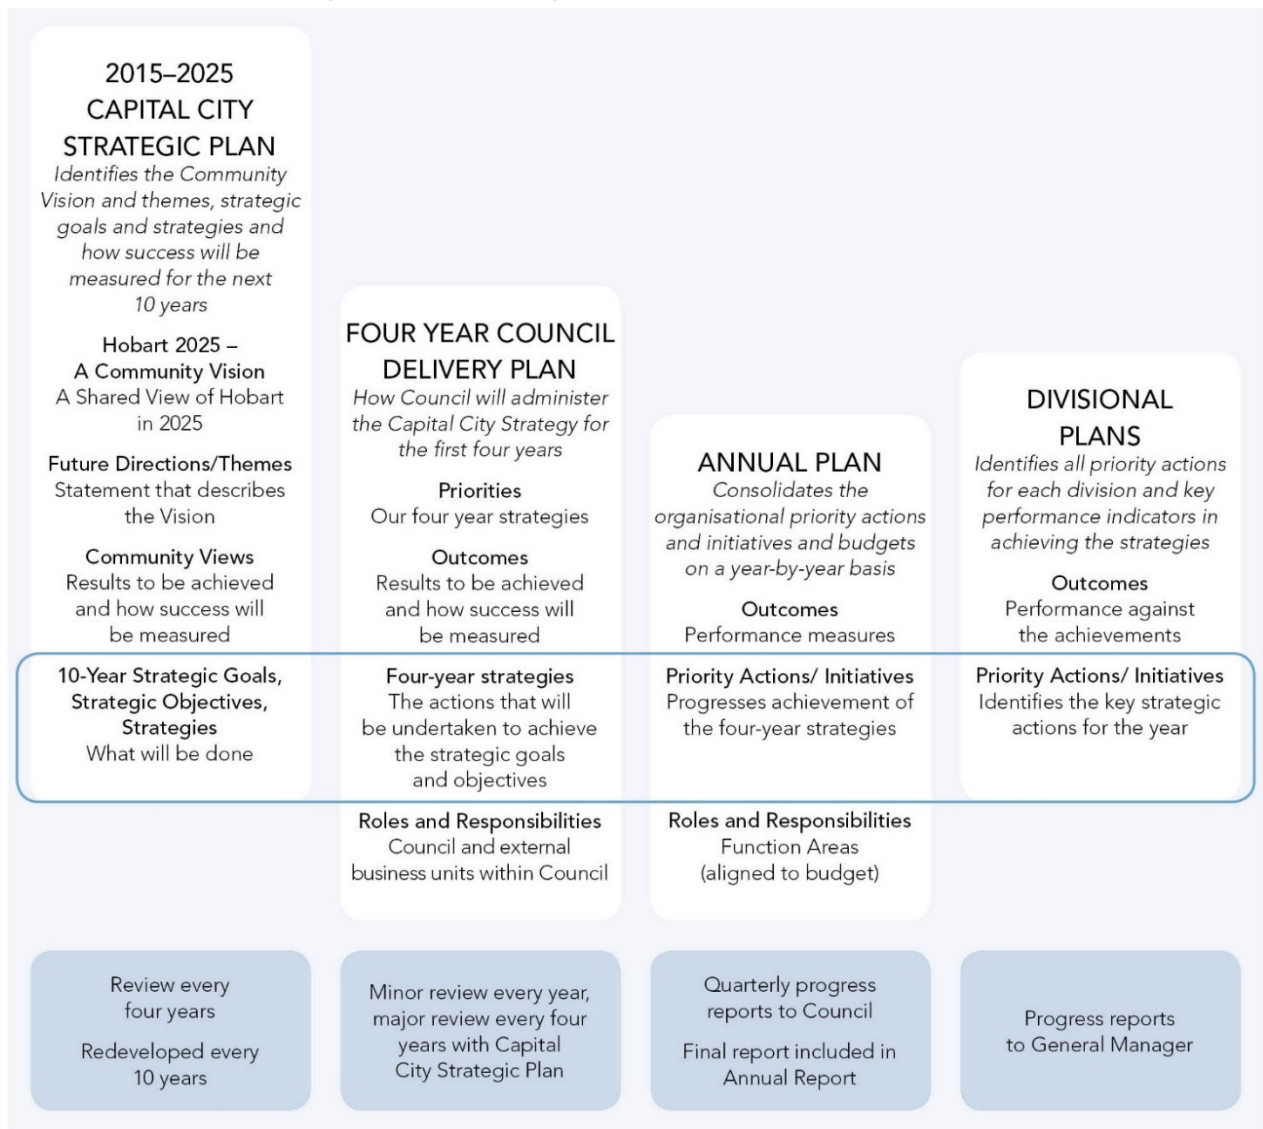 2015–2025
CAPITAL CITY
STRATEGIC PLAN
Identifies the Community
Vision and themes, strategic
goals and strategies and
how success will be
measured for the next
10 years
Hobart 2025 –
A Community Vision
A Shared View of Hobart
in 2025
Future Directions/Themes
Statement that describes
the Vision
Community Views
Results to be achieved
and how success will
be measured
10-Year Strategic Goals,
Strategic Objectives,
Strategies
What will be done
Review every
four years
Redeveloped every
10 years
FOUR YEAR COUNCIL
DELIVERY PLAN
How Council will administer
the Capital City Strategy for
the first four years
Priorities
Our four year strategies
Outcomes
Results to be achieved
and how success will
be measured
Four-year strategies
The actions that will
be undertaken to achieve
the strategic goals
and objectives
Roles and Responsibilities
Council and external
business units within Council
Minor review every year,
major review every four
years with Capital
City Strategic Plan
ANNUAL PLAN
Consolidates the
organisational priority actions
and initiatives and budgets
on a year-by-year basis
Outcomes
Performance measures
Priority Actions/ Initiatives
Progresses achievement of
the four-year strategies
Roles and Responsibilities
Function Areas
(aligned to budget)
Quarterly progress
reports to Council
Final report included in
Annual Report
DIVISIONAL
PLANS
Identifies all priority actions
for each division and key
performance indicators in
achieving the strategies
Outcomes
Performance against
the achievements
Priority Actions/ Initiatives
Identifies the key strategic
actions for the year
Progress reports
to General Manager